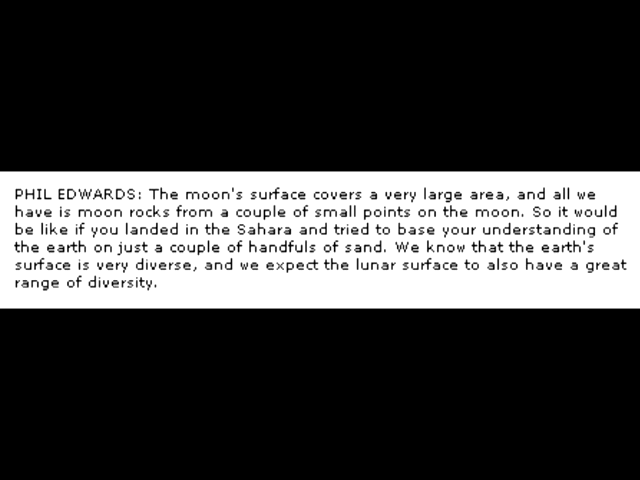 PHIL EDWARDS: The moon's surface covers a very large area, and all we
have is moon rocks from a couple of small points on the moon. So it would
be like if you landed in the Sahara and tried to base your understanding of
the earth on just a couple of handfuls of sand. We know that the earth's
surface is very diverse, and we expect the lunar surface to also have a great
range of diversity.